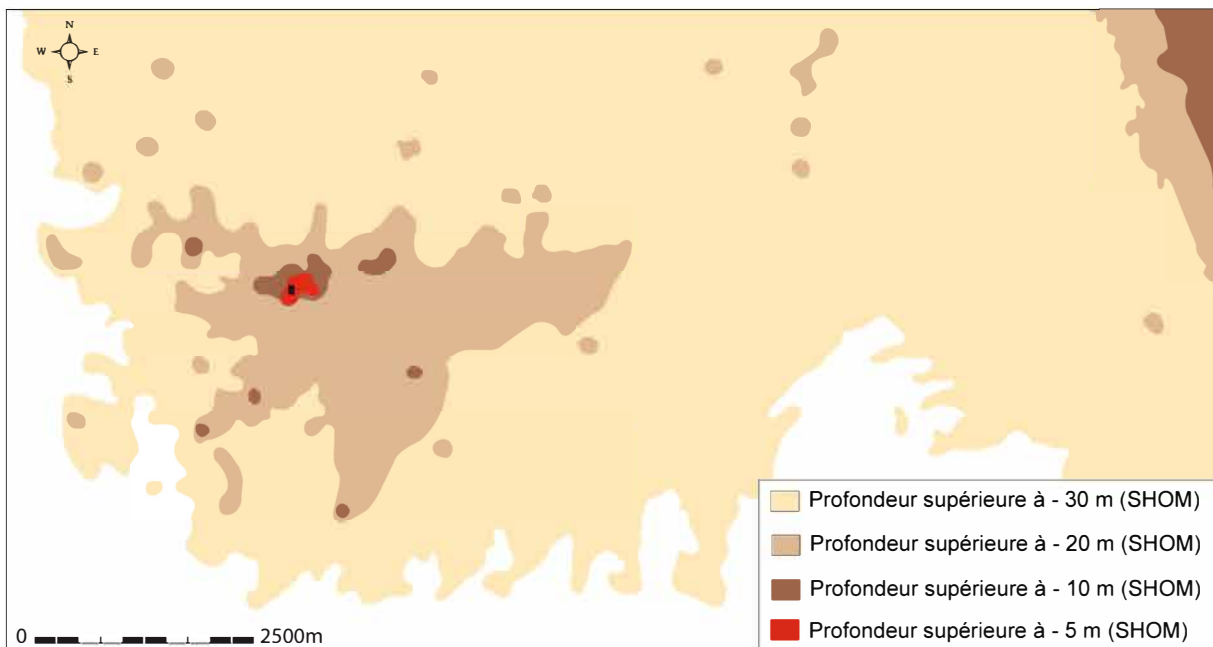 N
W E
S
Profondeur supérieure à - 30 m (SHOM)
Profondeur supérieure à - 20 m (SHOM)
Profondeur supérieure à - 10 m (SHOM)
Profondeur supérieure à - 5 m (SHOM)
0 2500m